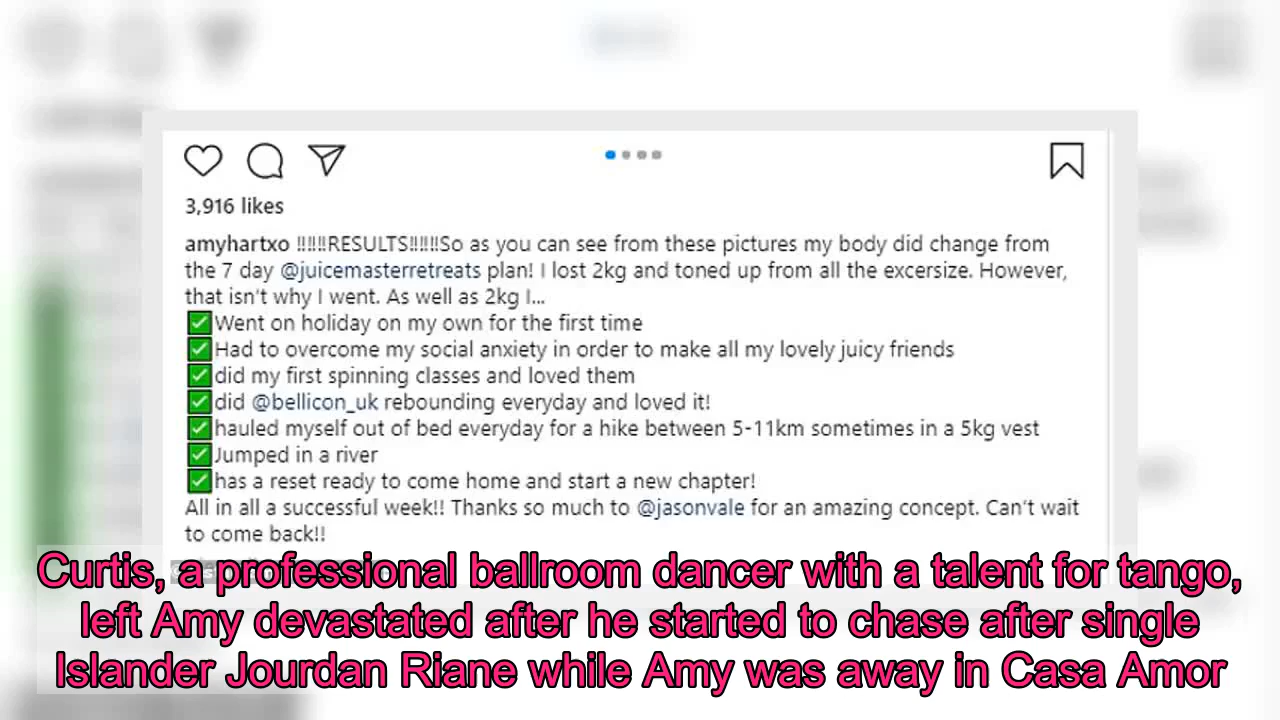 3,916 likes
amyhartxo !!!!!!RESULTS!!!!!!So as you can see from these pictures my body did change from
the 7 day @juicemasterretreats plan! I lost 2kg and toned up from all the excersize. However,
that isn't why I went. As well as 2kg I...
✅Went on holiday on my own for the first time
✅Had to overcome my social anxiety in order to make all my lovely juicy friends
✅did my first spinning classes and loved them
✅did @bellicon_uk rebounding everyday and loved it!
✅hauled myself out of bed everyday for a hike between 5-11km sometimes in a 5kg vest
✅Jumped in a river
✅has a reset ready to come home and start a new chapter!
All in all a successful week!! Thanks so much to @jasonvale for an amazing concept. Can't wait
to come back!!
Curtis, a professional ballroom dancer with a talent for tango,
left Amy devastated after he started to chase after single
Islander Jourdan Riane while Amy was away in Casa Amor